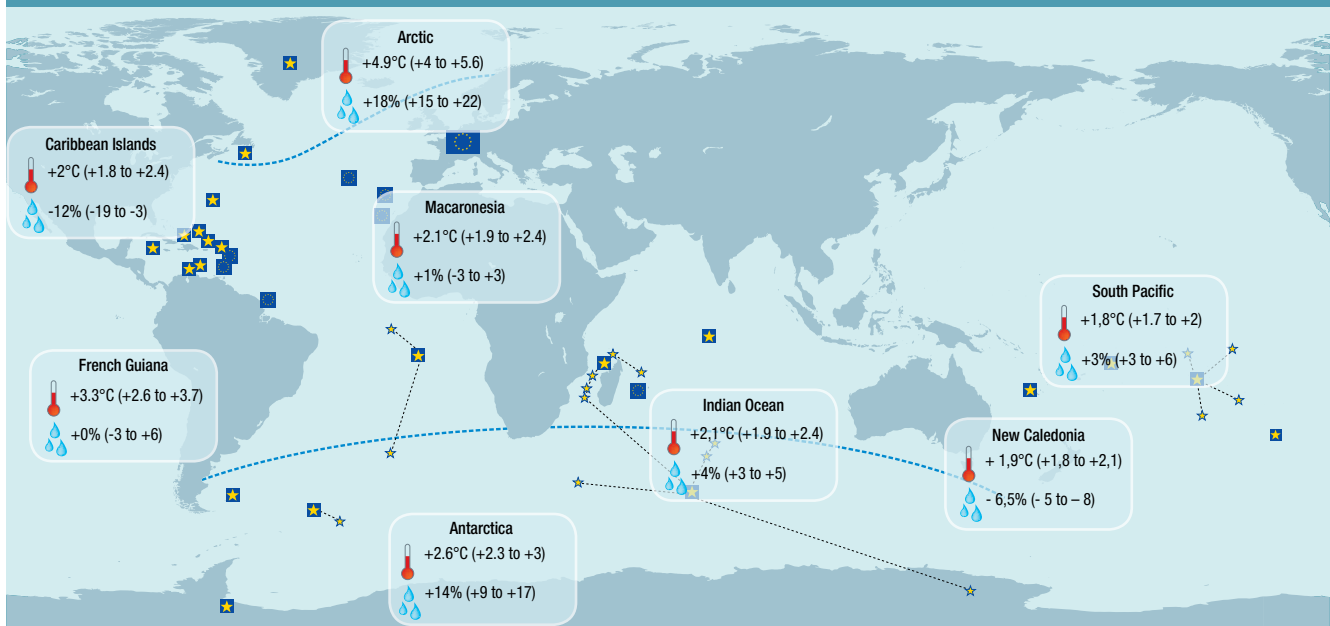 Arctic
+4.9°C (+4 to +5.6)
+18% (+15 to +22)
Caribbean Islands
+2°C (+1.8 to +2.4)
-12% (-19 to -3)
Macaronesia
+2.1°C (+1.9 to +2.4)
+1% (-3 to +3)
South Pacific
+1,8°C (+1.7 to +2)
+3% (+3 to +6)
French Guiana
+3.3°C (+2.6 to +3.7)
+0% (-3 to +6)
Indian Ocean
+2,1°C (+1.9 to +2.4)
+4% (+3 to +5)
New Caledonia
+ 1,9°C (+1,8 to +2,1)
- 6,5% (- 5 to – 8)
Antarctica
+2.6°C (+2.3 to +3)
+14% (+9 to +17)